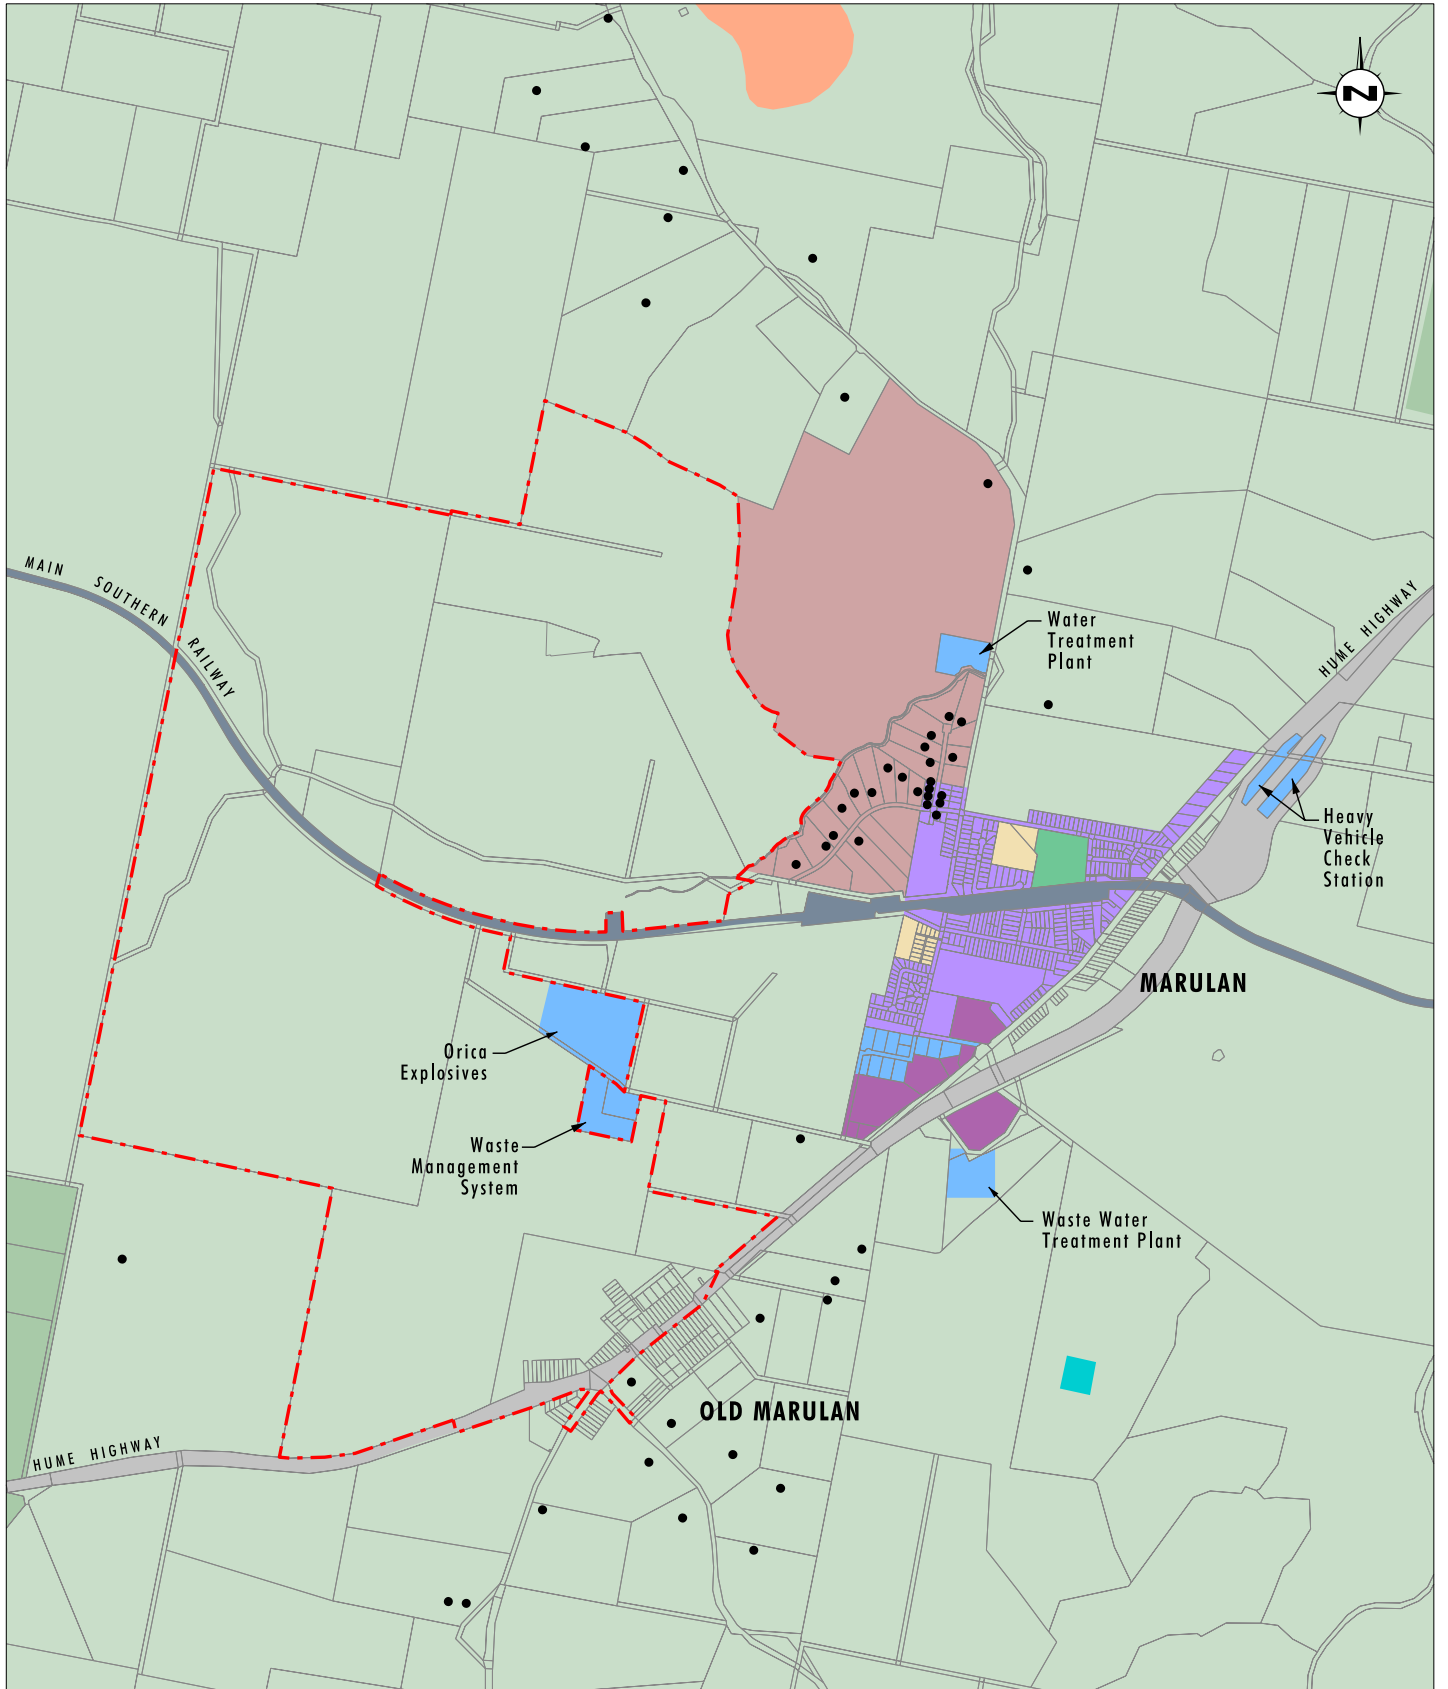 N
MAIN SOUTHERN RAILWAY
HUME HIGHWAY
Water
Treatment
Plant
Heavy
Vehicle
Check
Station
MARULAN
Orica
Explosives
Waste
Management
System
Waste Water
Treatment Plant
OLD MARULAN
HUME HIGHWAY